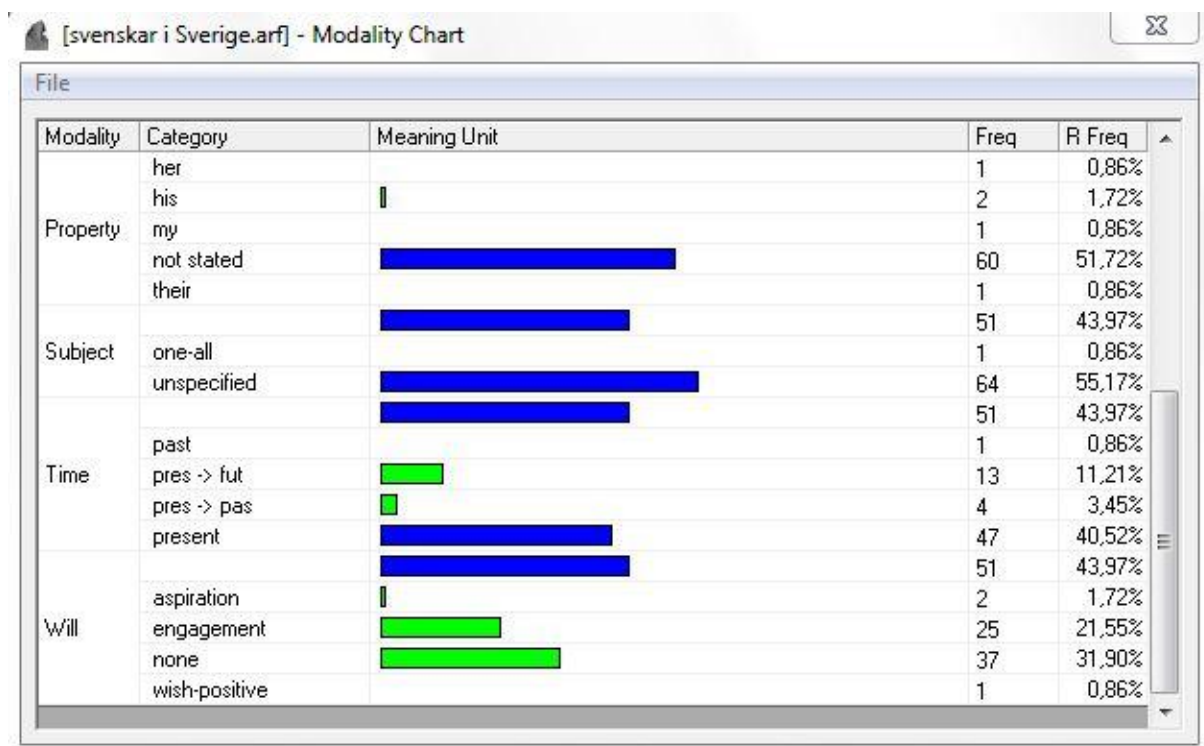 [svenskar i Sverige.arf] - Modality Chart
File
Modality Category Meaning Unit Freq R Freq
her 1 0,86%
his 2 1,72%
Property my 1 0,86%
not stated 60 51,72%
their 1 0,86%
51 43,97%
Subject one-all 1 0,86%
unspecified 64 55,17%
51 43,97%
past 1 0,86%
Time pres -> fut 13 11,21%
pres -> pas 4 3,45%
present 47 40,52%
51 43,97%
aspiration 2 1,72%
Will engagement 25 21,55%
none 37 31,90%
wish-positive 1 0,86%